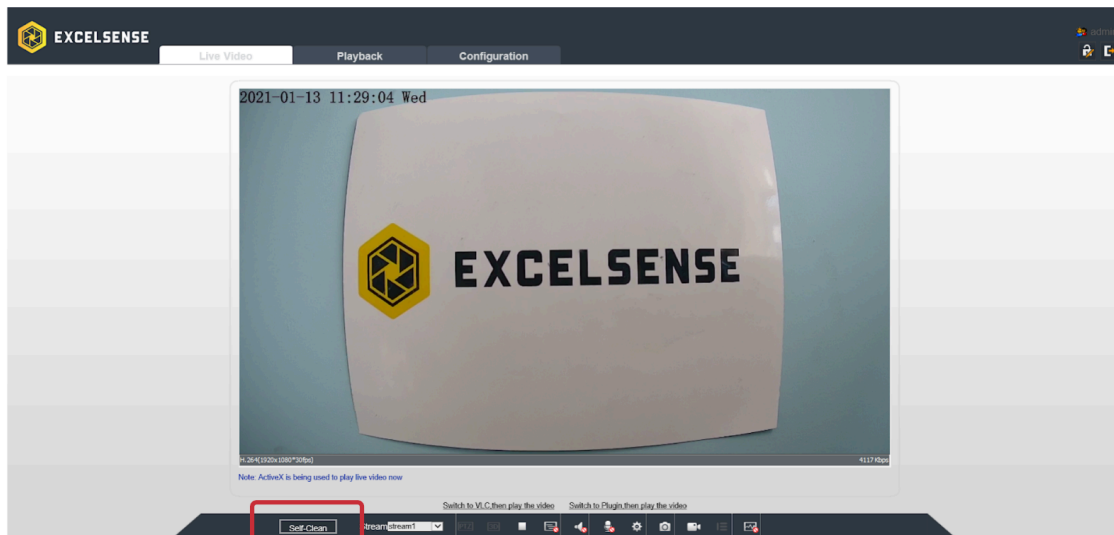 EXCELSENSE
Live Video
Playback
Configuration
2021-01-13 11:29:04 Wed
EXCELSENSE
H.264(1920x1080*30fps)
4117 Kbps
Note: ActiveX is being used to play live video now
Switch to VLC,then play the video
Switch to Plugin,then play the video
Self-Clean
Stream stream1